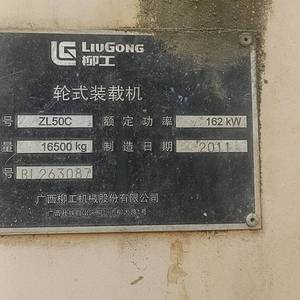 LIUGONG
柳工
轮式装载机
号 ZL50C 额定功率 162 kW
量 16500 kg 制造日期 2011
号 RL263087
广西柳工机械股份有限公司